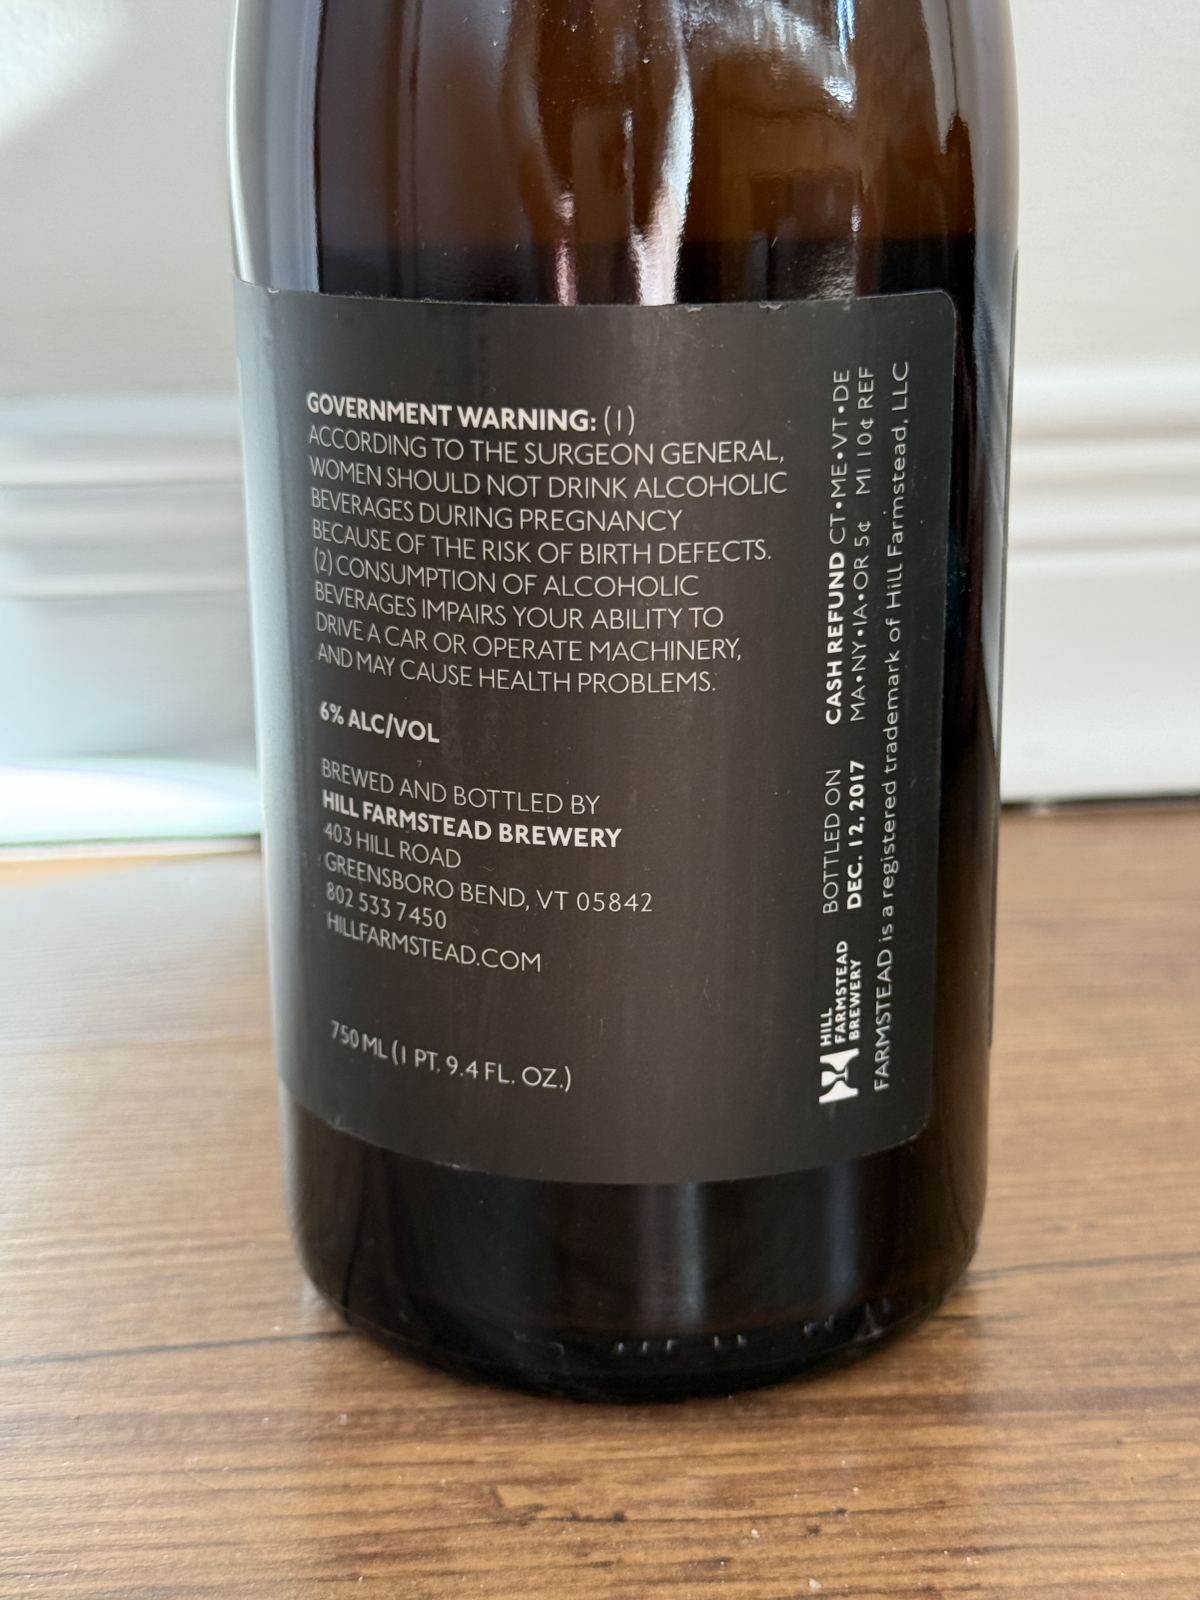 GOVERNMENT WARNING: (1)
ACCORDING TO THE SURGEON GENERAL,
WOMEN SHOULD NOT DRINK ALCOHOLIC
BEVERAGES DURING PREGNANCY
BECAUSE OF THE RISK OF BIRTH DEFECTS.
(2) CONSUMPTION OF ALCOHOLIC
BEVERAGES IMPAIRS YOUR ABILITY TO
DRIVE A CAR OR OPERATE MACHINERY,
AND MAY CAUSE HEALTH PROBLEMS.
6% ALC/VOL
BREWED AND BOTTLED BY
HILL FARMSTEAD BREWERY
403 HILL ROAD
GREENSBORO BEND, VT 05842
802 533 7450
HILLFARMSTEAD.COM
750 ML (1 PT. 9.4 FL. OZ.)
HILL
FARMSTEAD
BREWERY
BOTTLED ON
DEC. 12, 2017
CASH REFUND CT•ME•VT•DE
MA•NY•IA•OR 5¢ MI 10¢ REF
FARMSTEAD is a registered trademark of Hill Farmstead, LLC